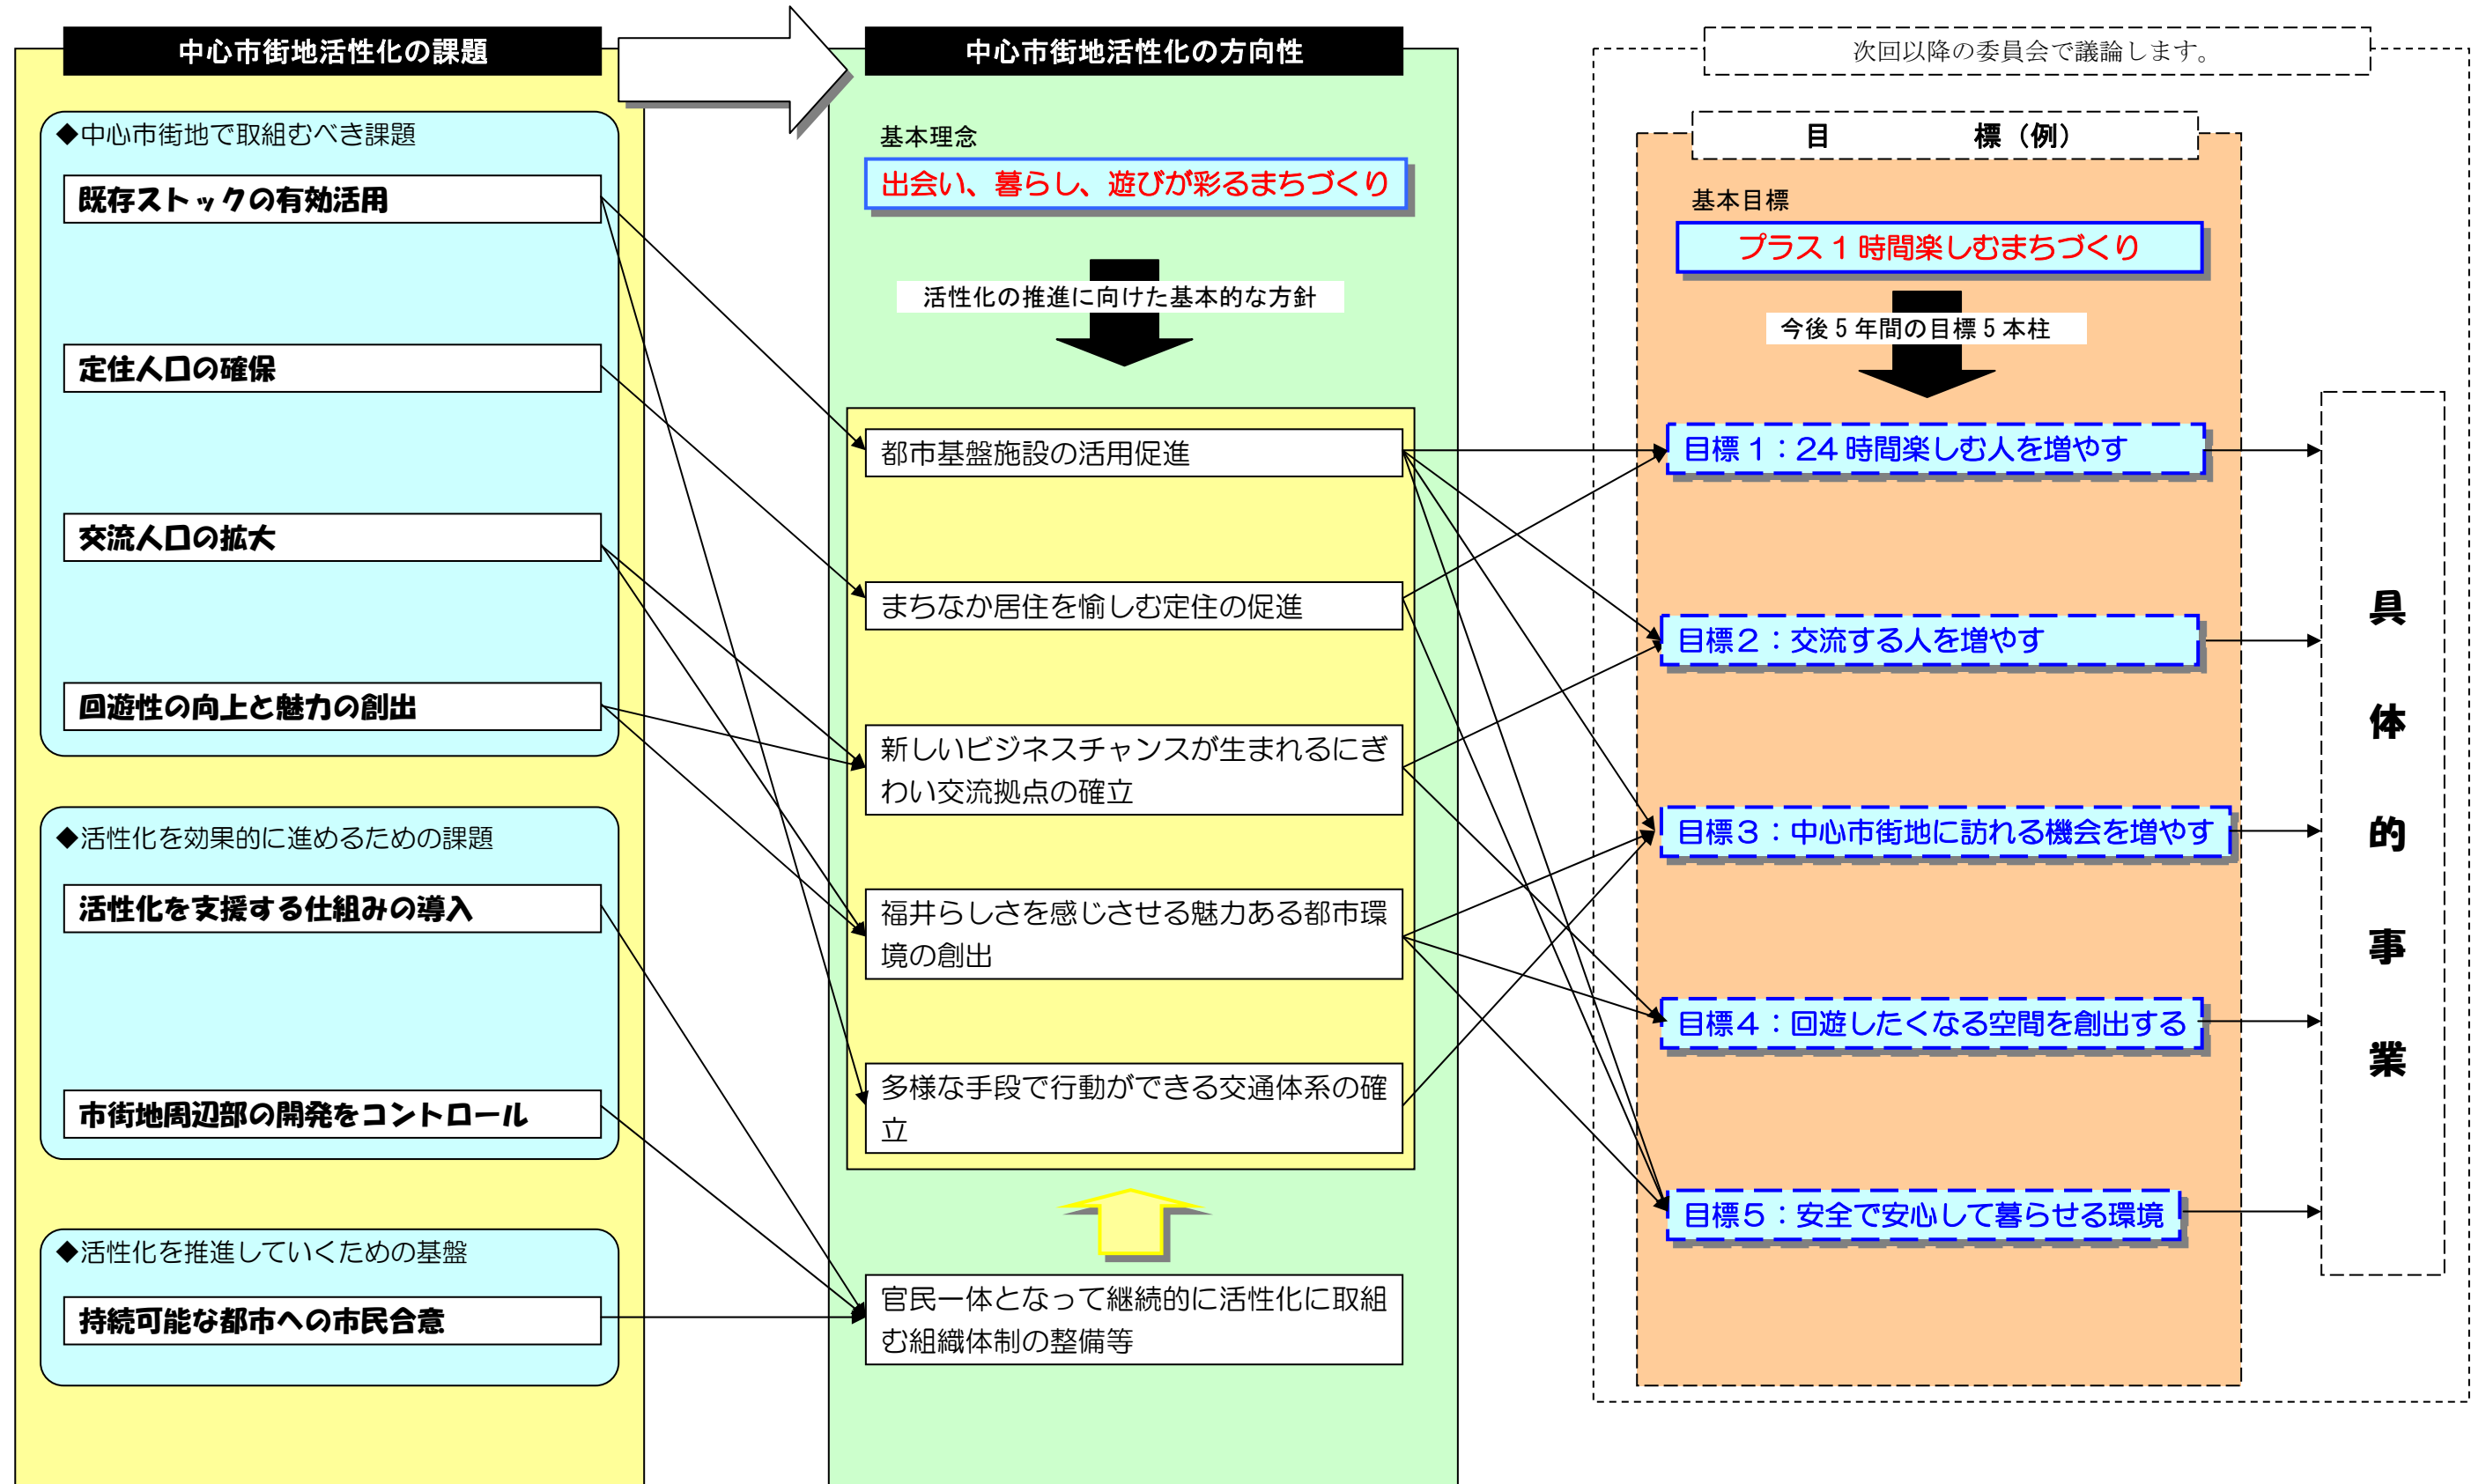 中心市街地活性化の課題
◆中心市街地で取組むべき課題
既存ストックの有効活用
定住人口の確保
交流人口の拡大
回遊性の向上と魅力の創出
◆活性化を効果的に進めるための課題
活性化を支援する仕組みの導入
市街地周辺部の開発をコントロール
◆活性化を推進していくための基盤
持続可能な都市への市民合意
中心市街地活性化の方向性
基本理念
出会い、暮らし、遊びが彩るまちづくり
活性化の推進に向けた基本的な方針
都市基盤施設の活用促進
まちなか居住を愉しむ定住の促進
新しいビジネスチャンスが生まれるにぎ
わい交流拠点の確立
福井らしさを感じさせる魅力ある都市環
境の創出
多様な手段で行動ができる交通体系の確
立
官民一体となって継続的に活性化に取組
む組織体制の整備等
次回以降の委員会で議論します。
目　　　標（例）
基本目標
プラス１時間楽しむまちづくり
今後５年間の目標５本柱
目標１：24時間楽しむ人を増やす
目標２：交流する人を増やす
目標３：中心市街地に訪れる機会を増やす
目標４：回遊したくなる空間を創出する
目標５：安全で安心して暮らせる環境
具体的事業